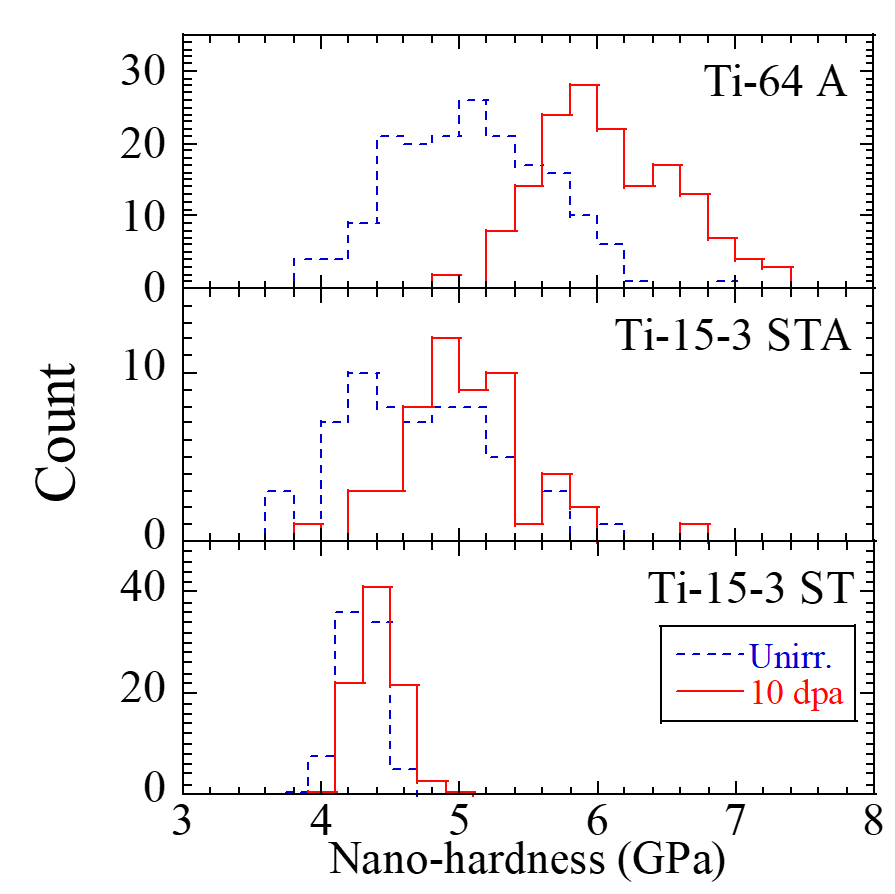 Ti-64 A
30
20
10
0
Ti-15-3 STA
10
0
Count
Ti-15-3 ST
40
20
0
Unirr.
10 dpa
3 4 5 6 7 8
Nano-hardness (GPa)